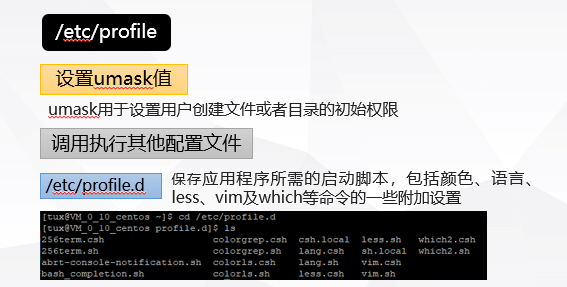 /etc/profile
设置umask值
umask用于设置用户创建文件或者目录的初始权限
调用执行其他配置文件
/etc/profile.d
保存应用程序所需的启动脚本，包括颜色、语言、
less、vim及which等命令的一些附加设置
[tux@VM_0_10_centos ~]$ cd /etc/profile.d
[tux@VM_0_10_centos profile.d]$ ls
256term.csh colorgrep.csh csh.local less.sh which2.csh
256term.sh colorgrep.sh lang.csh sh.local which2.sh
abrt-console-notification.sh colorls.csh lang.sh vim.csh
bash_completion.sh colorls.sh less.csh vim.sh